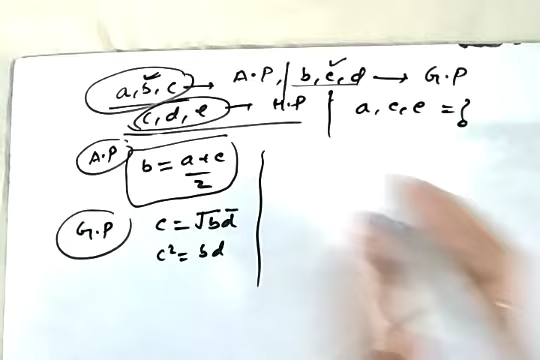 a, b, c → A.P, | b, c, d → G.P
c, d, e → H.P | a, c, e = ?
A.P b = a+c/2
G.P c = √bd
c² = bd